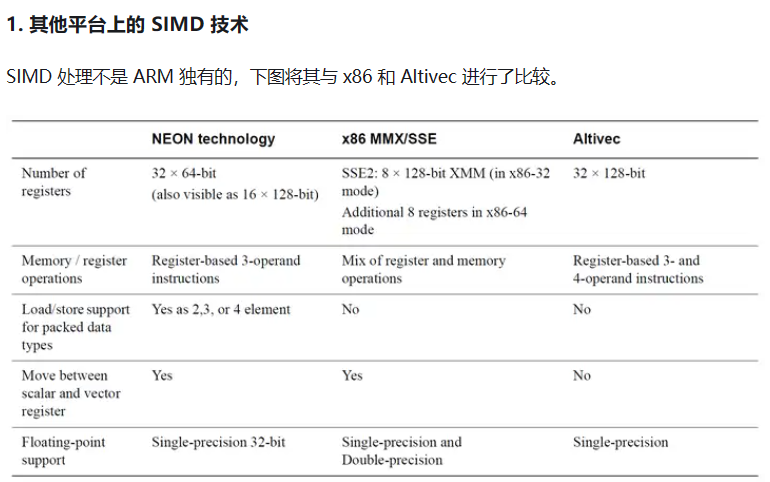 1. 其他平台上的 SIMD 技术
SIMD 处理不是 ARM 独有的，下图将其与 x86 和 Altivec 进行了比较。
NEON technology x86 MMX/SSE Altivec
Number of registers 32 × 64-bit (also visible as 16 × 128-bit) SSE2: 8 × 128-bit XMM (in x86-32 mode) Additional 8 registers in x86-64 mode 32 × 128-bit
Memory / register operations Register-based 3-operand instructions Mix of register and memory operations Register-based 3- and 4-operand instructions
Load/store support for packed data types Yes as 2,3, or 4 element No No
Move between scalar and vector register Yes Yes No
Floating-point support Single-precision 32-bit Single-precision and Double-precision Single-precision